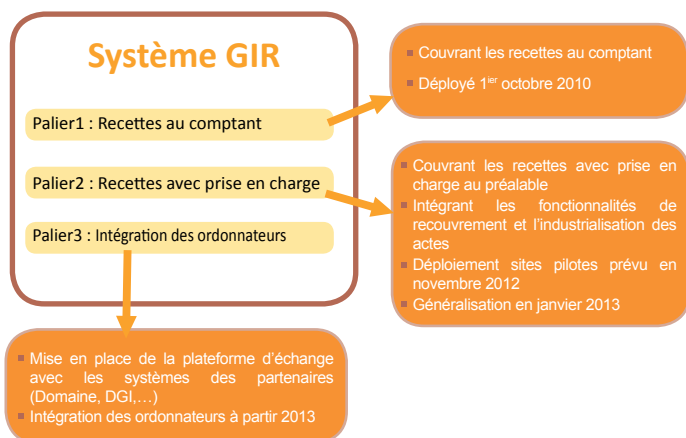 Système GIR
Palier1 : Recettes au comptant
Palier2 : Recettes avec prise en charge
Palier3 : Intégration des ordonnateurs
Couvrant les recettes au comptant
Déployé 1ier octobre 2010
Couvrant les recettes avec prise en
charge au préalable
Intégrant les fonctionnalités de
recouvrement et l'industrialisation des
actes
Déploiement sites pilotes prévu en
novembre 2012
Généralisation en janvier 2013
Mise en place de la plateforme d'échange
avec les systèmes des partenaires
(Domaine, DGI,...)
Intégration des ordonnateurs à partir 2013